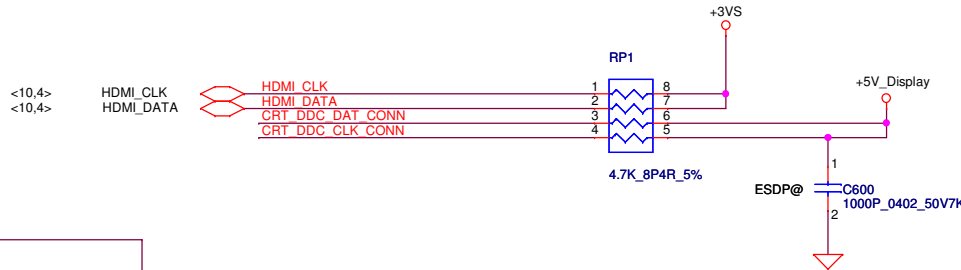 +3VS
RP1
+5V_Display
<10,4> HDMI_CLK HDMI_CLK 1 8
<10,4> HDMI_DATA HDMI_DATA 2 7
CRT_DDC_DAT_CONN 3 6
CRT_DDC_CLK_CONN 4 5
4.7K_8P4R_5%
1
ESDP@ C600
1000P_0402_50V7K
2